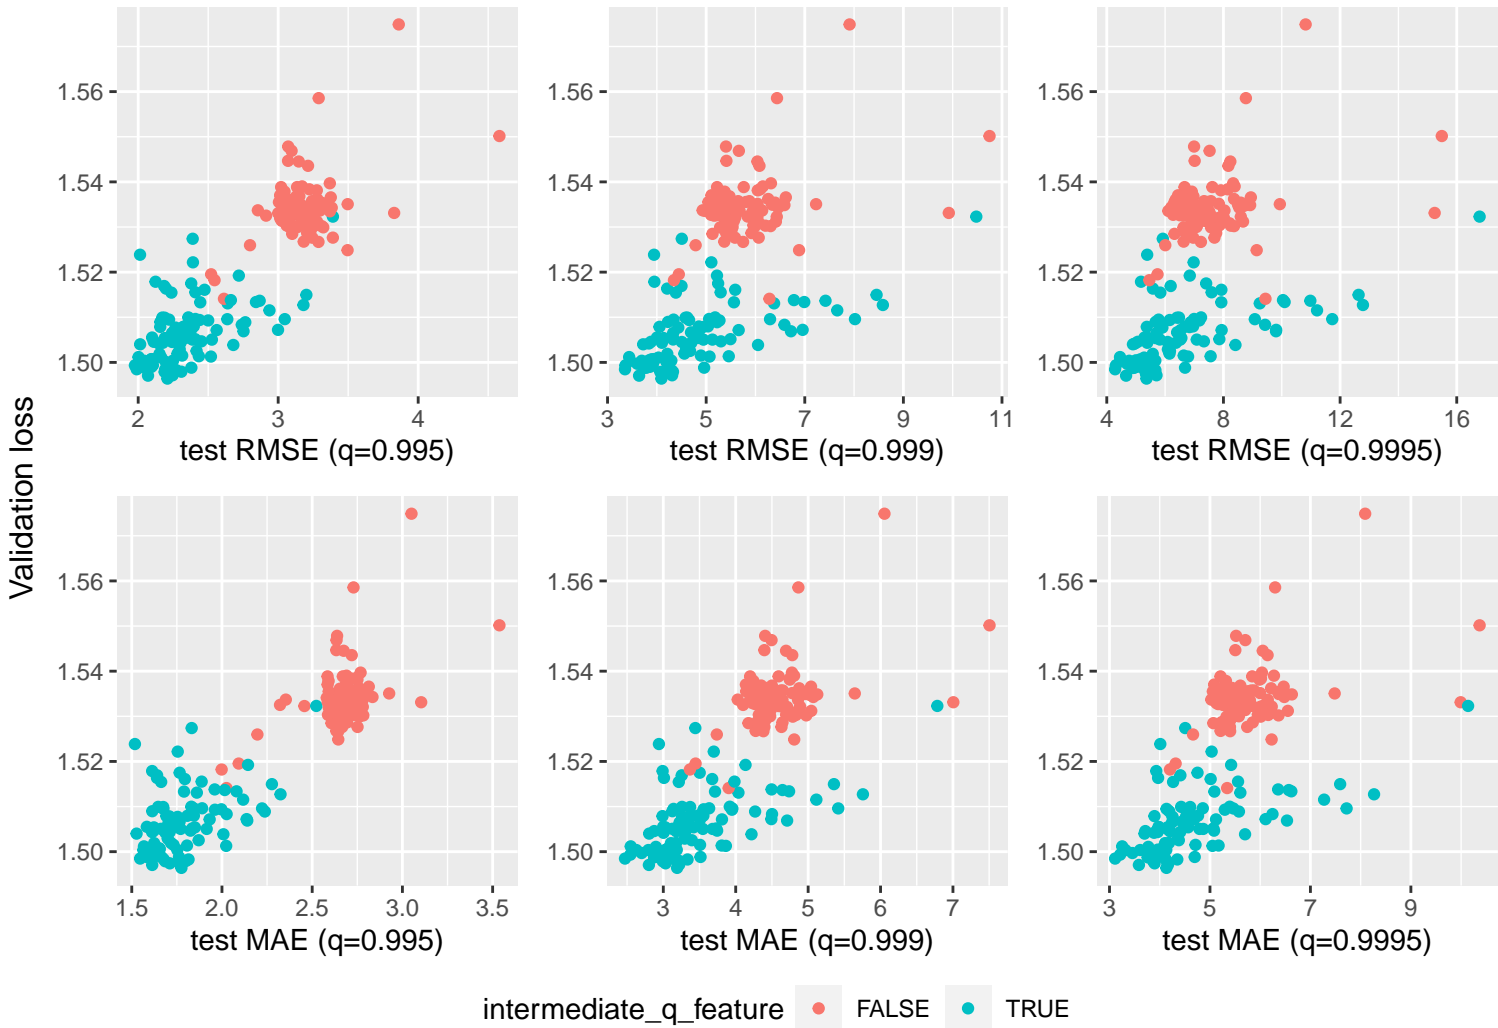 1.56
1.54
1.52
1.50
2 3 4
test RMSE (q=0.995)
1.56
1.54
1.52
1.50
3 5 7 9 11
test RMSE (q=0.999)
1.56
1.54
1.52
1.50
4 8 12 16
test RMSE (q=0.9995)
Validation loss
1.56
1.54
1.52
1.50
1.5 2.0 2.5 3.0 3.5
test MAE (q=0.995)
1.56
1.54
1.52
1.50
3 4 5 6 7
test MAE (q=0.999)
1.56
1.54
1.52
1.50
3 5 7 9
test MAE (q=0.9995)
intermediate_q_feature FALSE TRUE